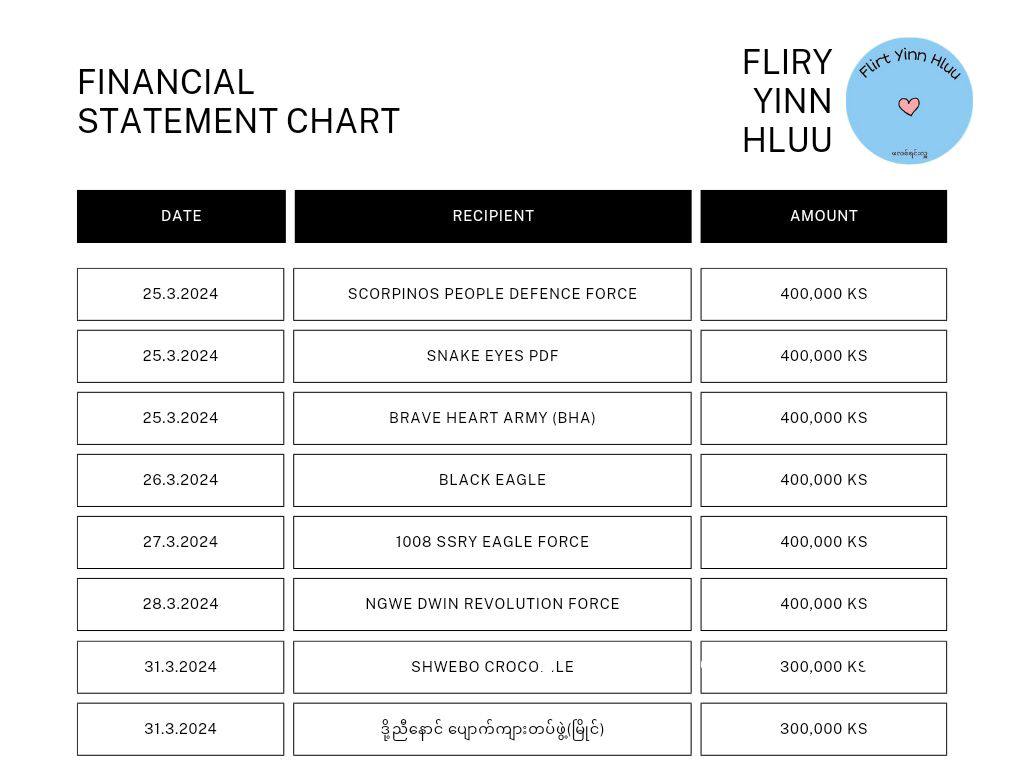 FINANCIAL
STATEMENT CHART
FLIRY
YINN
HLUU
Flirt Yinn Hluu
DATE RECIPIENT AMOUNT
25.3.2024 SCORPINOS PEOPLE DEFENCE FORCE 400,000 KS
25.3.2024 SNAKE EYES PDF 400,000 KS
25.3.2024 BRAVE HEART ARMY (BHA) 400,000 KS
26.3.2024 BLACK EAGLE 400,000 KS
27.3.2024 1008 SSRY EAGLE FORCE 400,000 KS
28.3.2024 NGWE DWIN REVOLUTION FORCE 400,000 KS
31.3.2024 SHWEBO 300,000 KS
31.3.2024 ဒို့ညီနောင် ပျောက်ကျားတပ်ဖွဲ့(မြိုင်) 300,000 KS